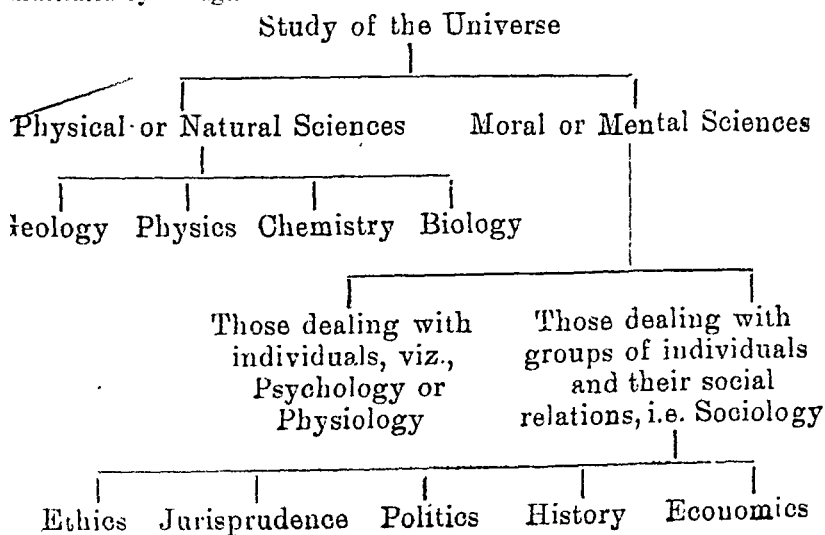 Study of the Universe
Physical or Natural Sciences Moral or Mental Sciences
eology Physics Chemistry Biology
Those dealing with
individuals, viz.,
Psychology or
Physiology
Those dealing with
groups of individuals
and their social
relations, i.e. Sociology
Ethics Jurisprudence Politics History Economics